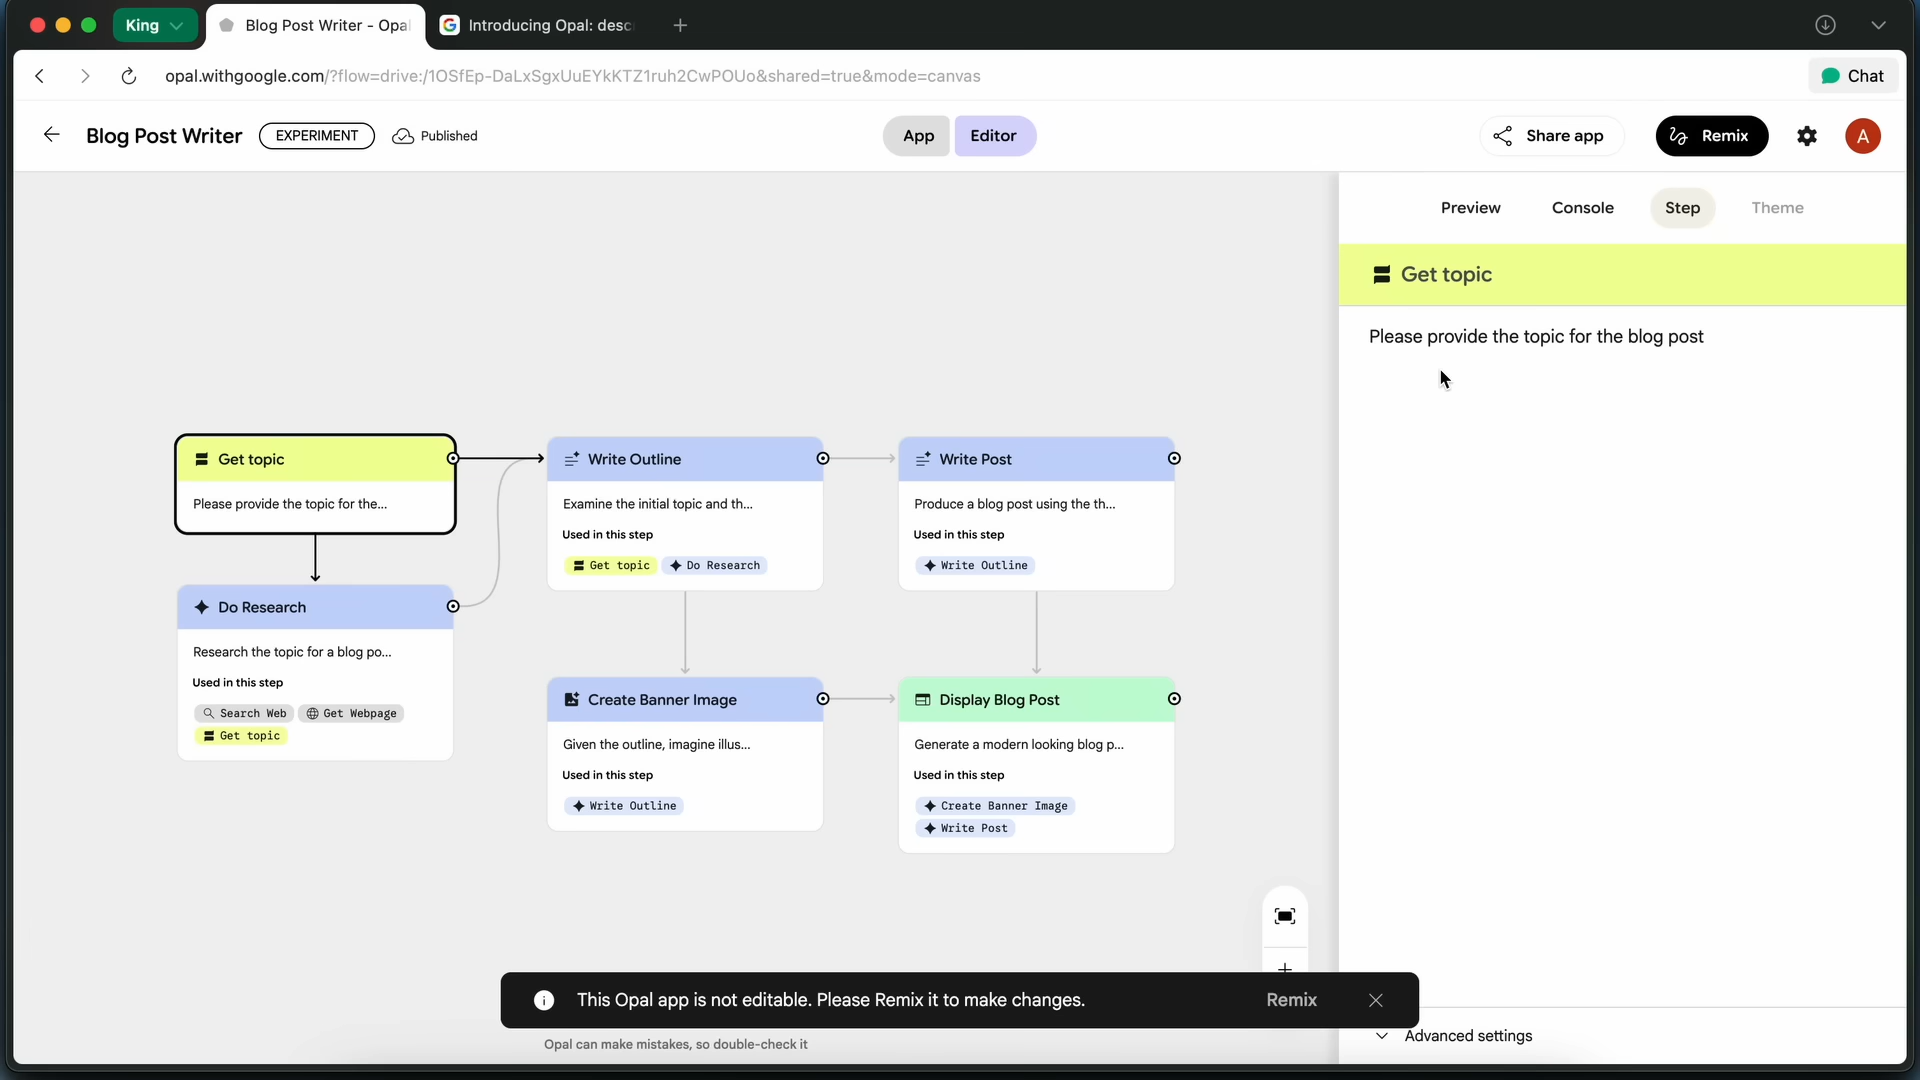 King
Blog Post Writer - Opal
Introducing Opal: desc
opal.withgoogle.com/?flow=drive:/1OSfEp-DaLxSgxUuEYkKTZ1ruh2CwPOUo&shared=true&mode=canvas
Chat
Blog Post Writer
EXPERIMENT
Published
App
Editor
Share app
Remix
A
Preview
Console
Step
Theme
Get topic
Please provide the topic for the blog post
Get topic
Please provide the topic for the...
Write Outline
Examine the initial topic and th...
Used in this step
Get topic
Do Research
Write Post
Produce a blog post using the th...
Used in this step
Write Outline
Do Research
Research the topic for a blog po...
Used in this step
Search Web
Get Webpage
Get topic
Create Banner Image
Given the outline, imagine illus...
Used in this step
Write Outline
Display Blog Post
Generate a modern looking blog p...
Used in this step
Create Banner Image
Write Post
This Opal app is not editable. Please Remix it to make changes.
Remix
Opal can make mistakes, so double-check it
Advanced settings